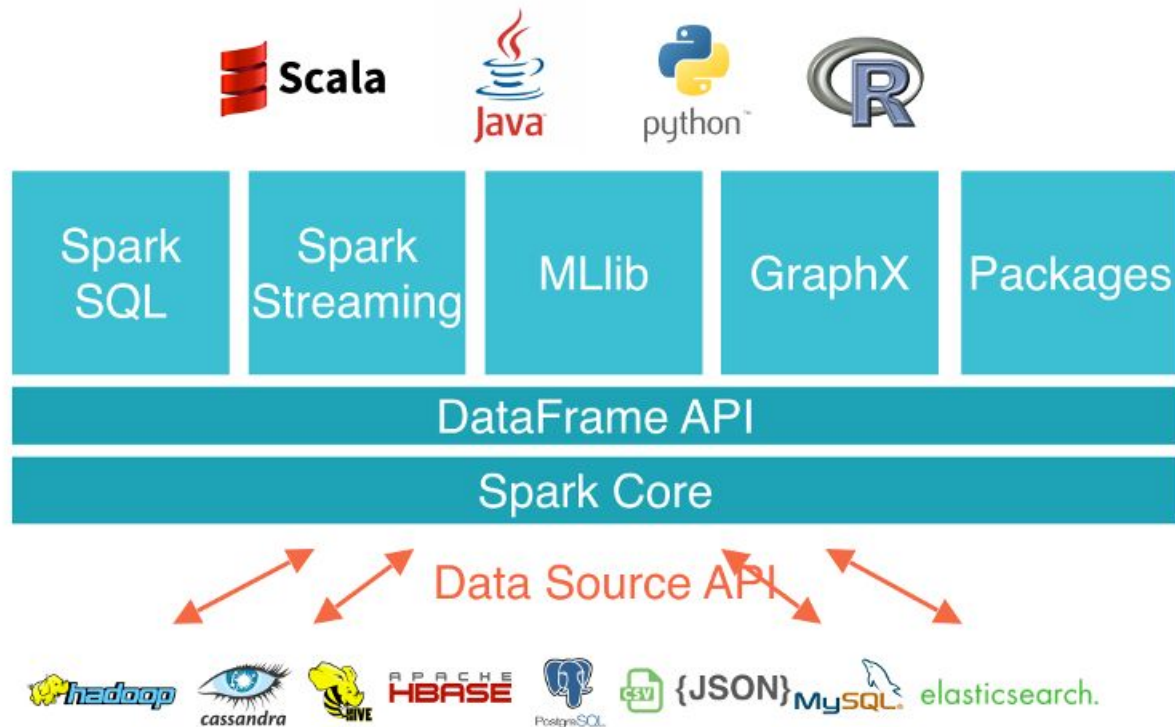 Scala
Java
python™
R
Spark
SQL
Spark
Streaming
MLlib
GraphX
Packages
DataFrame API
Spark Core
Data Source API
hadoop
cassandra
HIVE
APACHE
HBASE
PostgreSQL
CSV
{JSON}
MySQL®
elasticsearch.